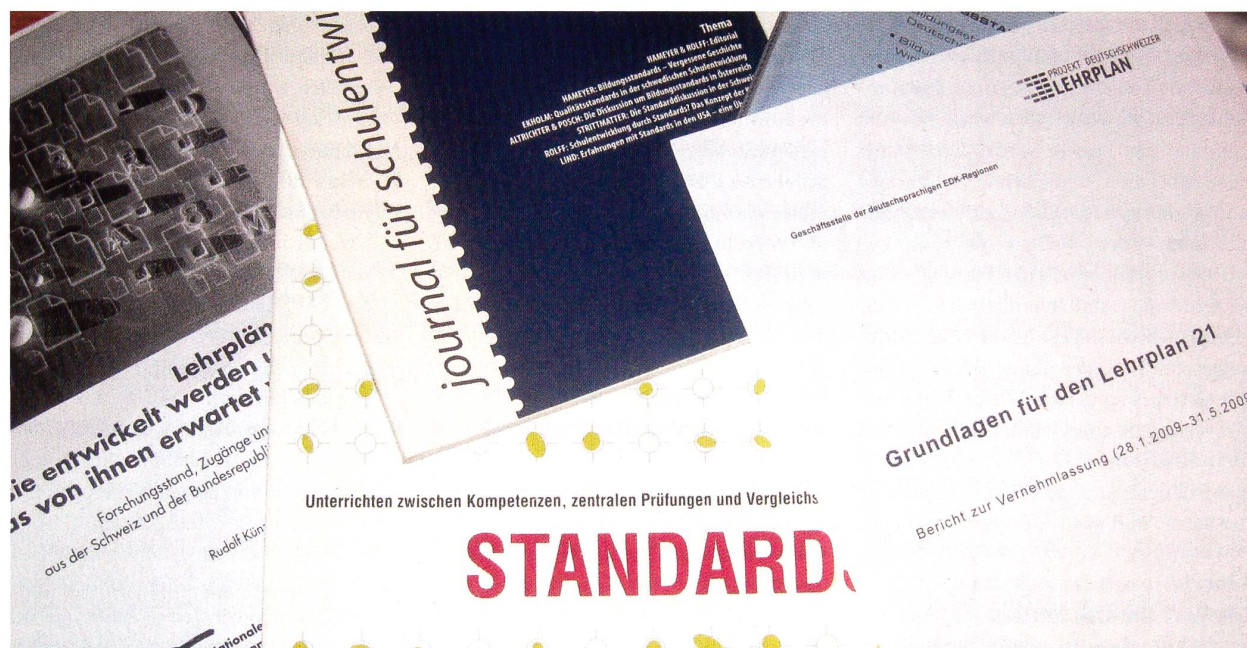 Lehrplän
sie entwickelt werden
von ihnen erwartet
Forschungsstand, Zugänge un
aus der Schweiz und der Bundesrepubli
Rudolf Kün
ationale
journal für schulentwi
Thema
HAMEYER & ROLFF: Editorial
HAMEYER: Bildungsstandards – Vergessene Geschichte
EKHOLM: Qualitätsstandards in der schwedischen Schulentwicklung
ALTRICHTER & POSCH: Die Diskussion um Bildungsstandards in Österreich
STRITTMATTER: Die Standarddiskussion in der Schwei
ROLFF: Schulentwicklung durch Standards? Das Konzept der
LIND: Erfahrungen mit Standards in den USA – eine Üb
Unterrichten zwischen Kompetenzen, zentralen Prüfungen und Vergleichs
STANDARD
PROJEKT DEUTSCHSCHWEIZER
LEHRPLAN
Geschäftsstelle der deutschsprachigen EDK-Regionen
Grundlagen für den Lehrplan 21
Bericht zur Vernehmlassung (28.1.2009–31.5.2009